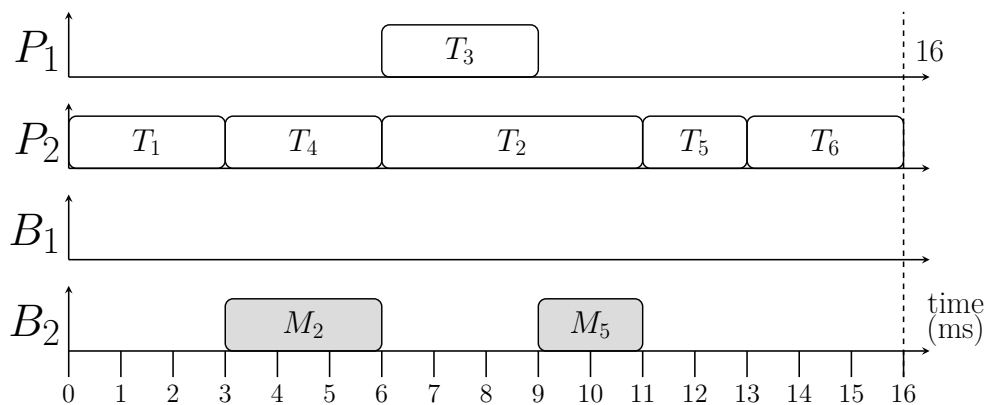 P₁ T₃ 16
P₂ T₁ T₄ T₂ T₅ T₆
B₁
B₂ M₂ M₅ time
(ms)
0 1 2 3 4 5 6 7 8 9 10 11 12 13 14 15 16